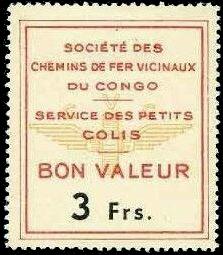 SOCIÉTÉ DES
CHEMINS DE FER VICINAUX
DU CONGO
SERVICE DES PETITS
COLIS
BON VALEUR
3 Frs.